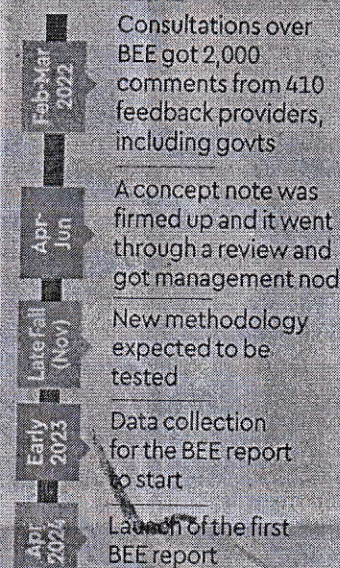 Feb-Mar
2022
Consultations over
BEE got 2,000
comments from 410
feedback providers,
including govts
Apr-
Jun
A concept note was
firmed up and it went
through a review and
got management nod
Late fall
(Nov)
New methodology
expected to be
tested
Early
2023
Data collection
for the BEE report
to start
Apr
2024
Launch of the first
BEE report